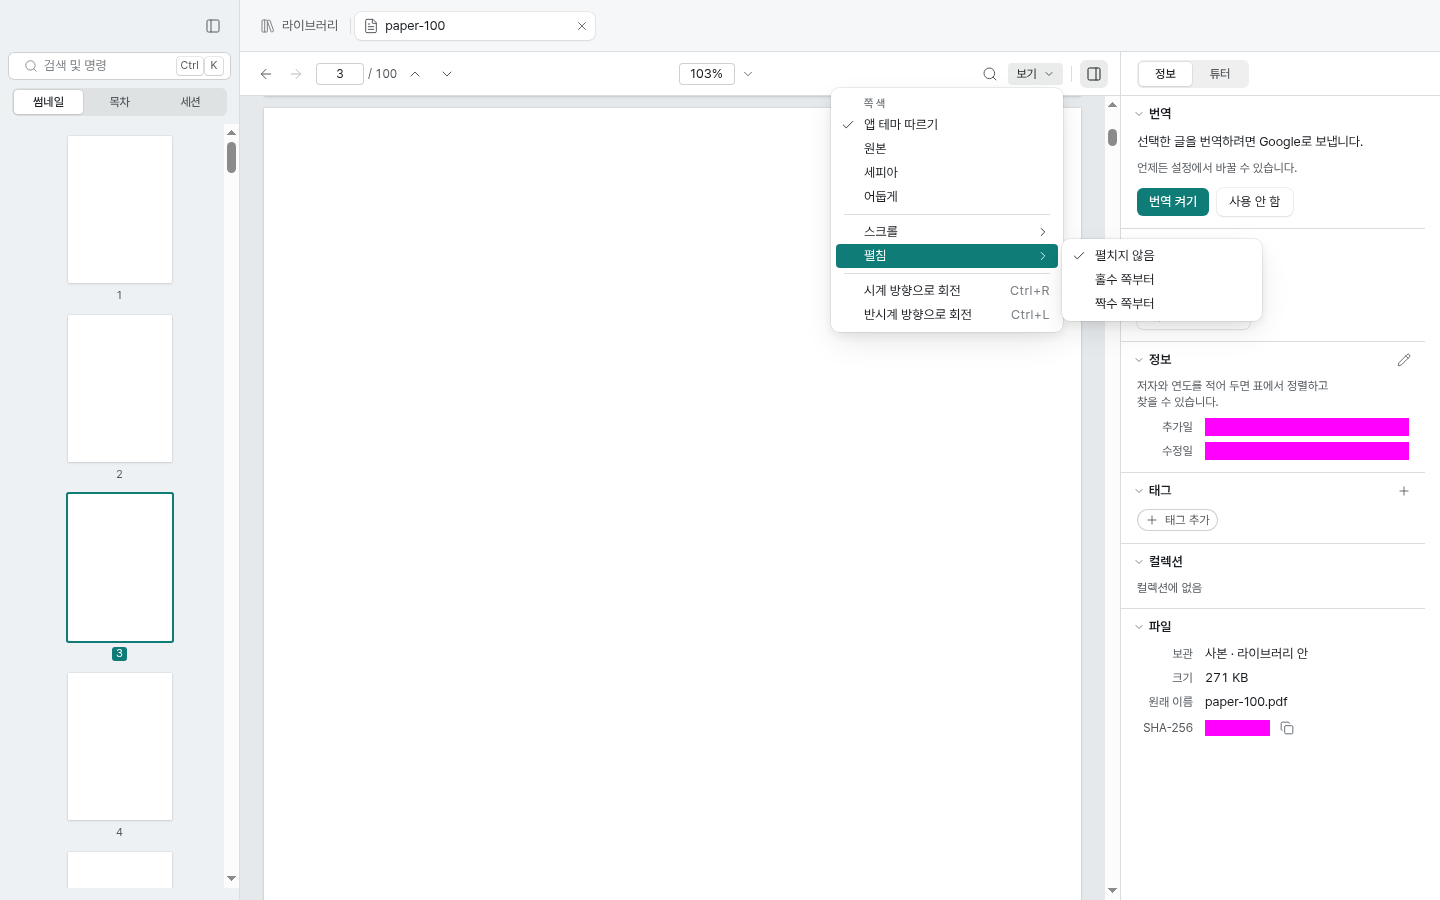 라이브러리
paper-100
검색 및 명령
Ctrl
K
3
/ 100
103%
보기
정보
튜터
썸네일
목차
세션
1
2
3
4
쪽 색
앱 테마 따르기
원본
세피아
어둡게
스크롤
펼침
시계 방향으로 회전
Ctrl+R
반시계 방향으로 회전
Ctrl+L
펼치지 않음
홀수 쪽부터
짝수 쪽부터
번역
선택한 글을 번역하려면 Google로 보냅니다.
언제든 설정에서 바꿀 수 있습니다.
번역 켜기
사용 안 함
정보
저자와 연도를 적어 두면 표에서 정렬하고
찾을 수 있습니다.
추가일
수정일
태그
태그 추가
컬렉션
컬렉션에 없음
파일
보관
사본 · 라이브러리 안
크기
271 KB
원래 이름
paper-100.pdf
SHA-256